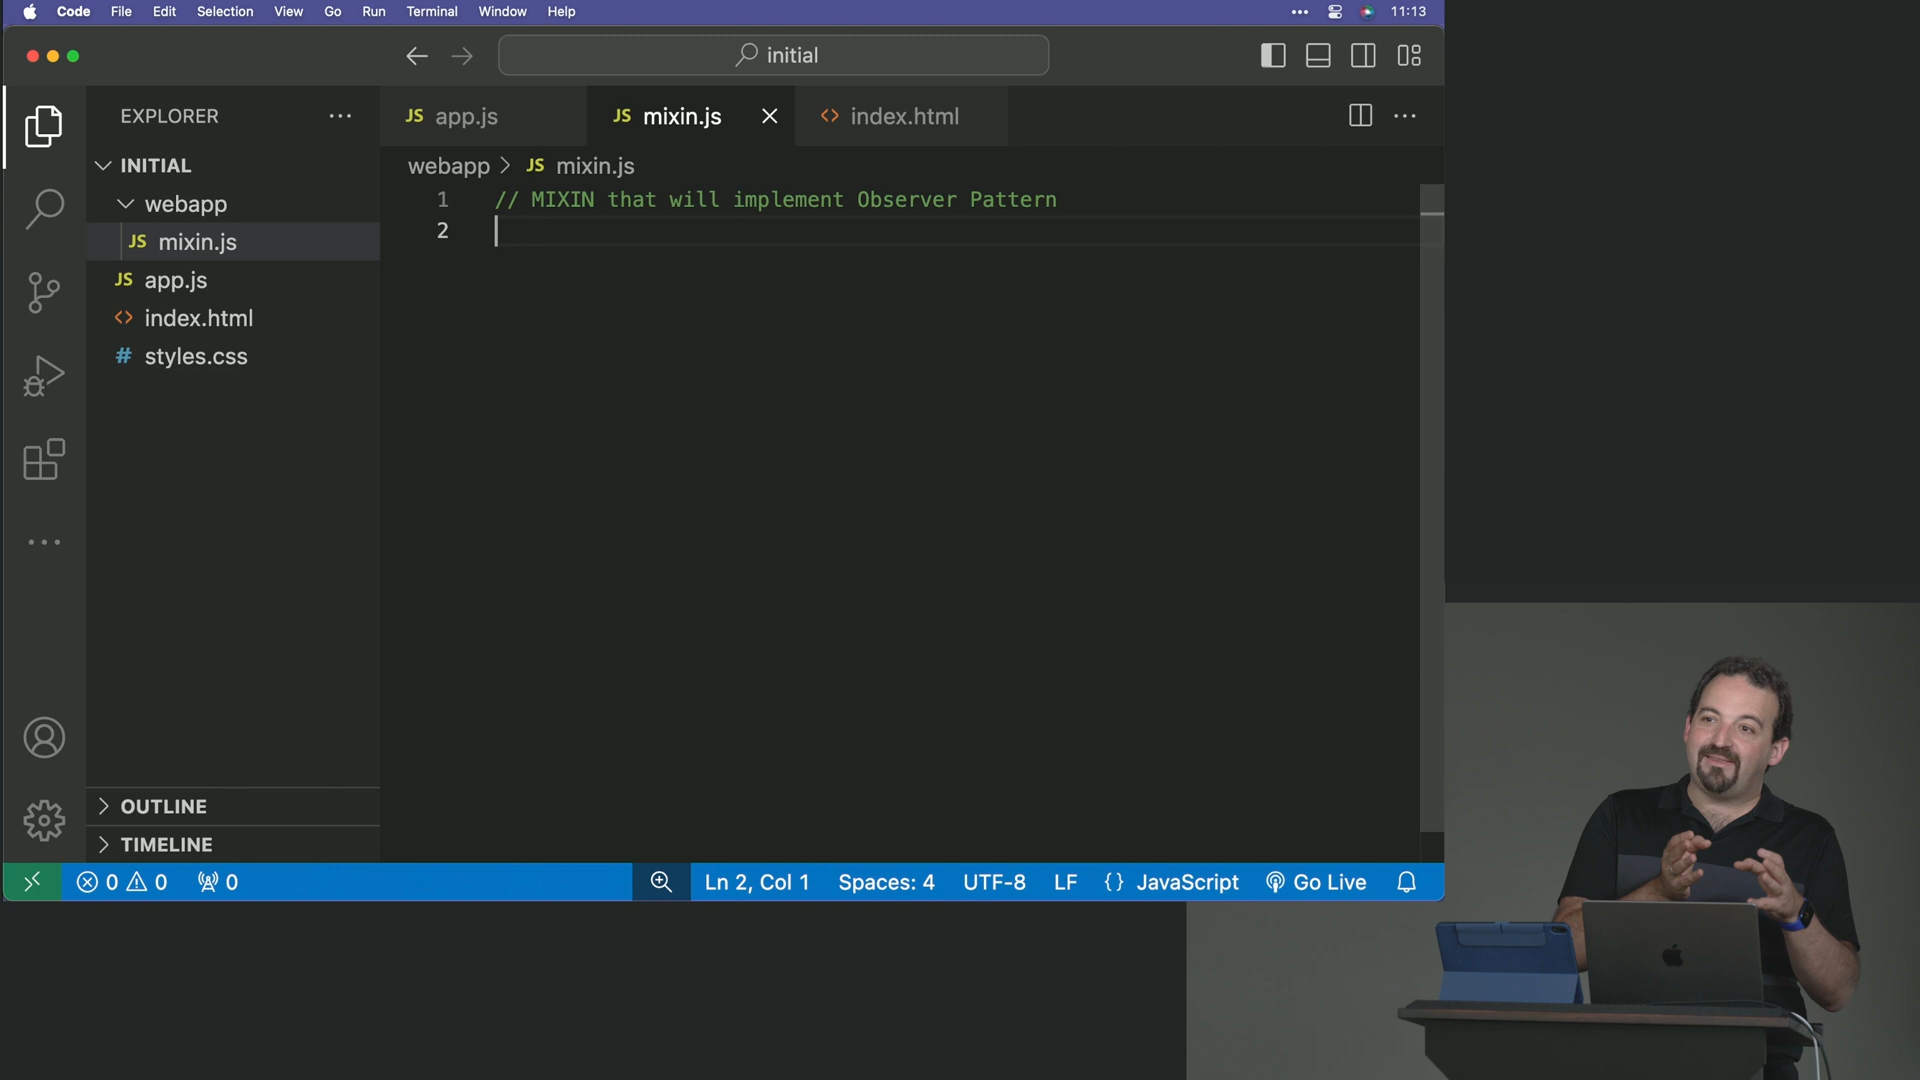 Code File Edit Selection View Go Run Terminal Window Help 11:13
initial
EXPLORER
JS app.js
JS mixin.js
<> index.html
INITIAL
webapp > JS mixin.js
webapp
JS mixin.js
JS app.js
<> index.html
# styles.css
1 // MIXIN that will implement Observer Pattern
2
OUTLINE
TIMELINE
0 0 0 Ln 2, Col 1 Spaces: 4 UTF-8 LF {} JavaScript Go Live